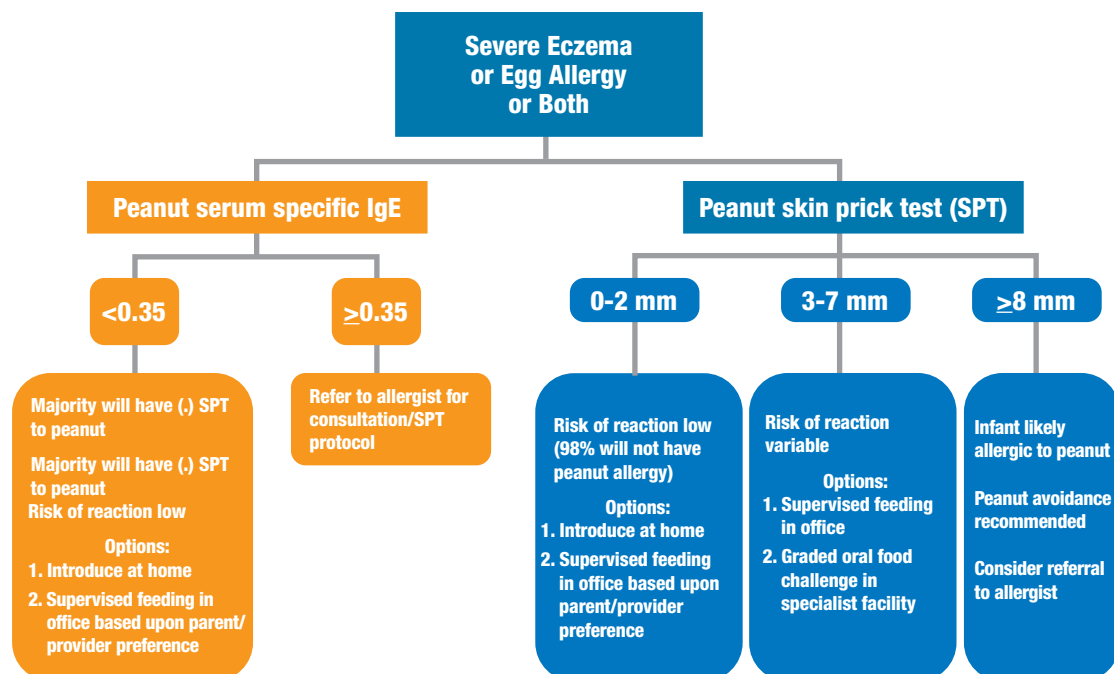 Severe Eczema
or Egg Allergy
or Both
Peanut serum specific IgE
Peanut skin prick test (SPT)
<0.35
≥0.35
0-2 mm
3-7 mm
≥8 mm
Majority will have (.) SPT
to peanut
Majority will have (.) SPT
to peanut
Risk of reaction low
Options:
1. Introduce at home
2. Supervised feeding in
office based upon parent/
provider preference
Refer to allergist for
consultation/SPT
protocol
Risk of reaction low
(98% will not have
peanut allergy)
Options:
1. Introduce at home
2. Supervised feeding
in office based upon
parent/provider
preference
Risk of reaction
variable
Options:
1. Supervised feeding
in office
2. Graded oral food
challenge in
specialist facility
Infant likely
allergic to peanut
Peanut avoidance
recommended
Consider referral
to allergist